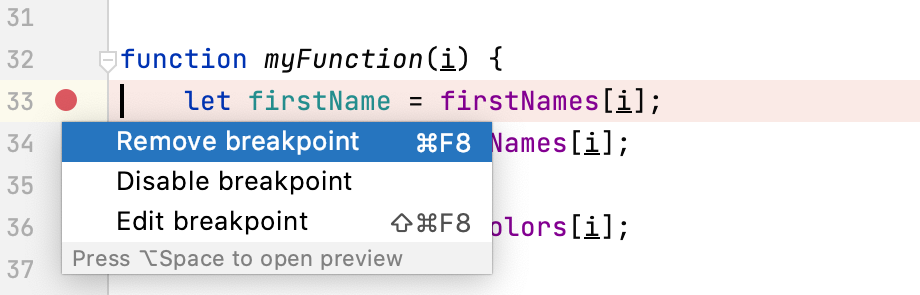 31
32 function myFunction(i) {
33 let firstName = firstNames[i];
34 Names[i];
35
36 olors[i];
37
Remove breakpoint ⌘F8
Disable breakpoint
Edit breakpoint ⇧⌘F8
Press ⌥Space to open preview